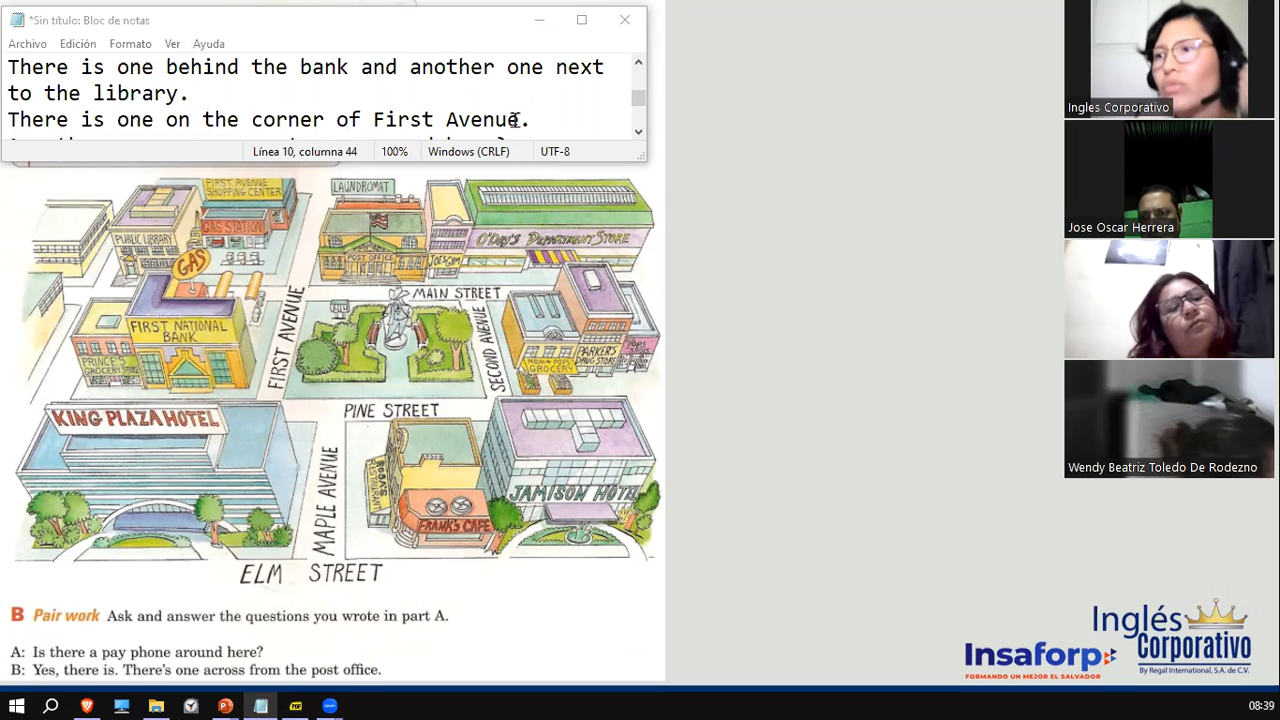 *Sin título: Bloc de notas
Archivo Edición Formato Ver Ayuda
There is one behind the bank and another one next
to the library.
There is one on the corner of First Avenue.
Línea 10, columna 44 100% Windows (CRLF) UTF-8
FIRST AVENUE
SHOPPING CENTER
LAUNDROMAT
PUBLIC LIBRARY
GAS STATION
O'DAY'S DEPARTMENT STORE
POST OFFICE
JOE'S GYM
GAS
MAIN STREET
FIRST NATIONAL
BANK
FIRST AVENUE
SECOND AVENUE
PRINCE'S
GROCERY STORE
MOM & POP'S
GROCERY
PARKER'S
DRUG STORE
PINE STREET
KING PLAZA HOTEL
MAPLE AVENUE
JAMISON HOTEL
FRANK'S CAFE
ELM STREET
B Pair work Ask and answer the questions you wrote in part A.
A: Is there a pay phone around here?
B: Yes, there is. There's one across from the post office.
Ingles Corporativo
Jose Oscar Herrera
Wendy Beatriz Toledo De Rodezno
Insaforp
FORMANDO UN MEJOR EL SALVADOR
Inglés
Corporativo
By Regal International, S.A. de C.V.
08:39